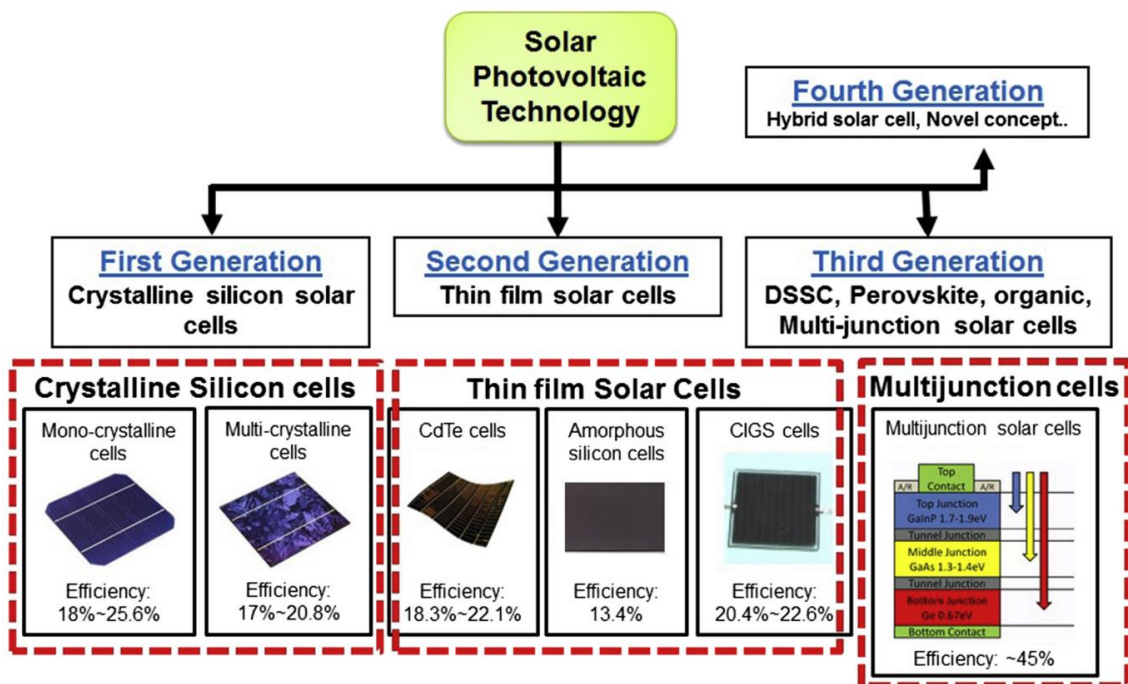 Solar
Photovoltaic
Technology
Fourth Generation
Hybrid solar cell, Novel concept..
First Generation
Crystalline silicon solar
cells
Second Generation
Thin film solar cells
Third Generation
DSSC, Perovskite, organic,
Multi-junction solar cells
Crystalline Silicon cells
Mono-crystalline
cells
Efficiency:
18%~25.6%
Multi-crystalline
cells
Efficiency:
17%~20.8%
Thin film Solar Cells
CdTe cells
Efficiency:
18.3%~22.1%
Amorphous
silicon cells
Efficiency:
13.4%
CIGS cells
Efficiency:
20.4%~22.6%
Multijunction cells
Multijunction solar cells
Top
Contact
A/R
A/R
Top Junction
GaInP 1.7-1.9eV
Tunnel Junction
Middle Junction
GaAs 1.3-1.4eV
Tunnel Junction
Bottom Junction
Ge 0.67eV
Bottom Contact
Efficiency: ~45%